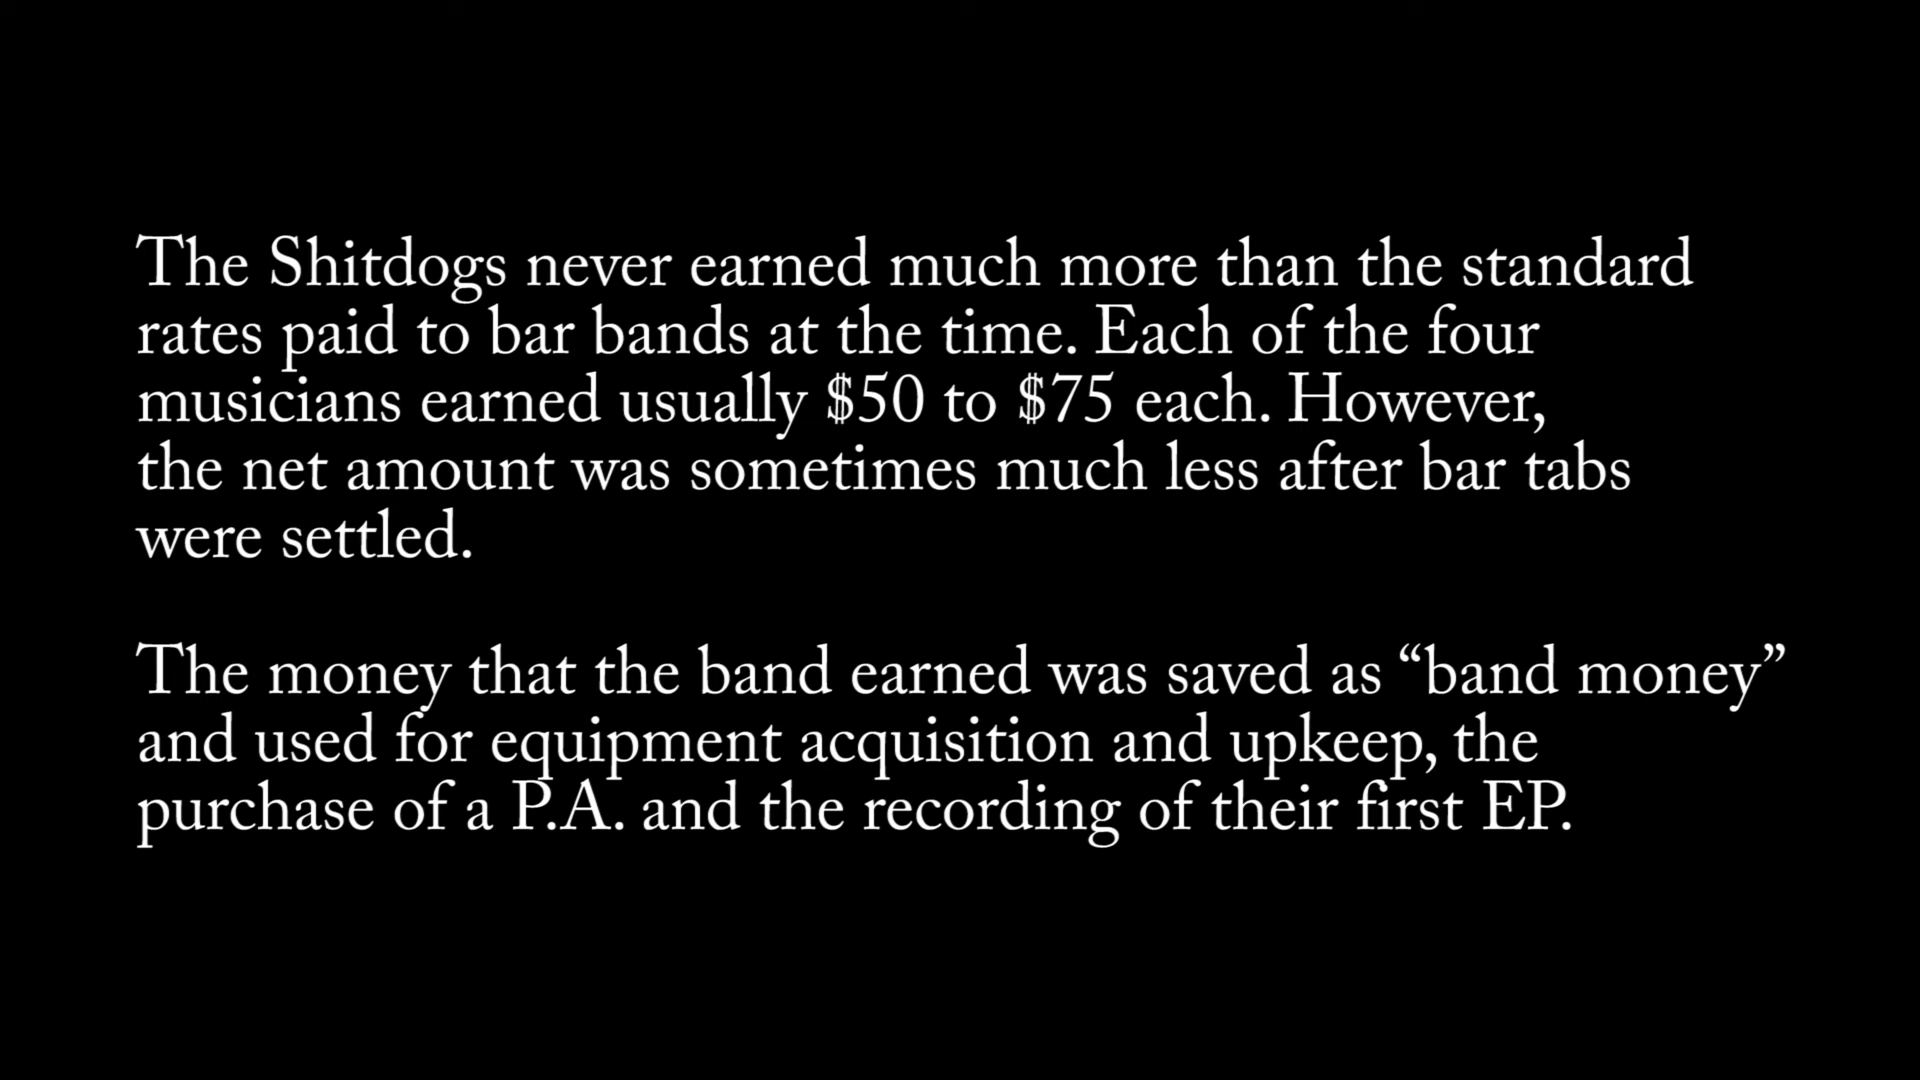 The Shitdogs never earned much more than the standard
rates paid to bar bands at the time. Each of the four
musicians earned usually $50 to $75 each. However,
the net amount was sometimes much less after bar tabs
were settled.
The money that the band earned was saved as “band money”
and used for equipment acquisition and upkeep, the
purchase of a P.A. and the recording of their first EP.